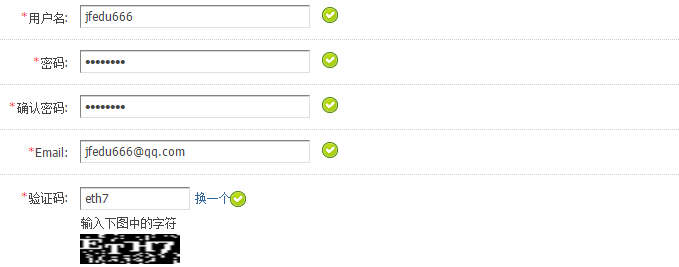 *用户名: jfedu666
*密码: ••••••••
*确认密码: ••••••••
*Email: jfedu666@qq.com
*验证码: eth7 换一个
输入下图中的字符
ETH7